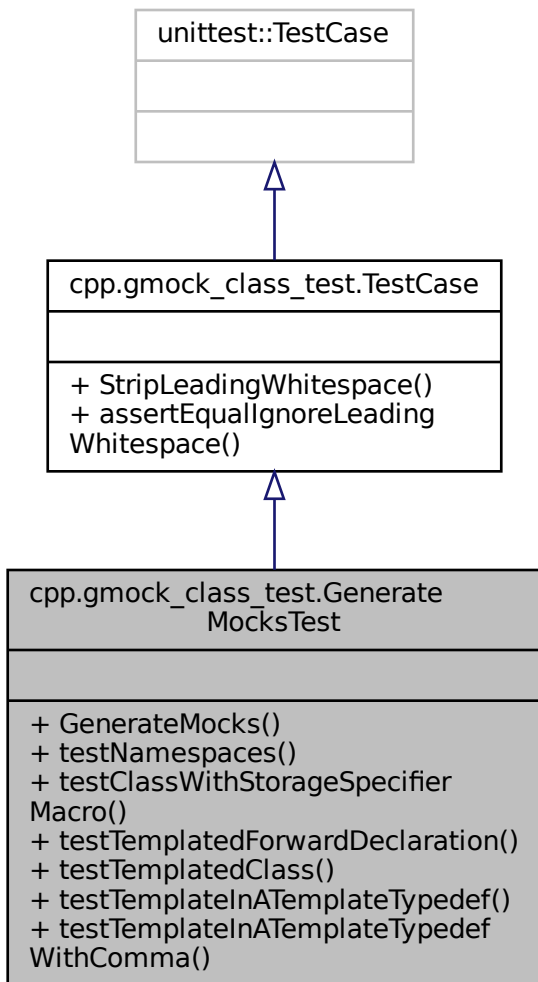 unittest::TestCase
cpp.gmock_class_test.TestCase
+ StripLeadingWhitespace()
+ assertEqualIgnoreLeading
Whitespace()
cpp.gmock_class_test.Generate
MocksTest
+ GenerateMocks()
+ testNamespaces()
+ testClassWithStorageSpecifier
Macro()
+ testTemplatedForwardDeclaration()
+ testTemplatedClass()
+ testTemplateInATemplateTypedef()
+ testTemplateInATemplateTypedef
WithComma()